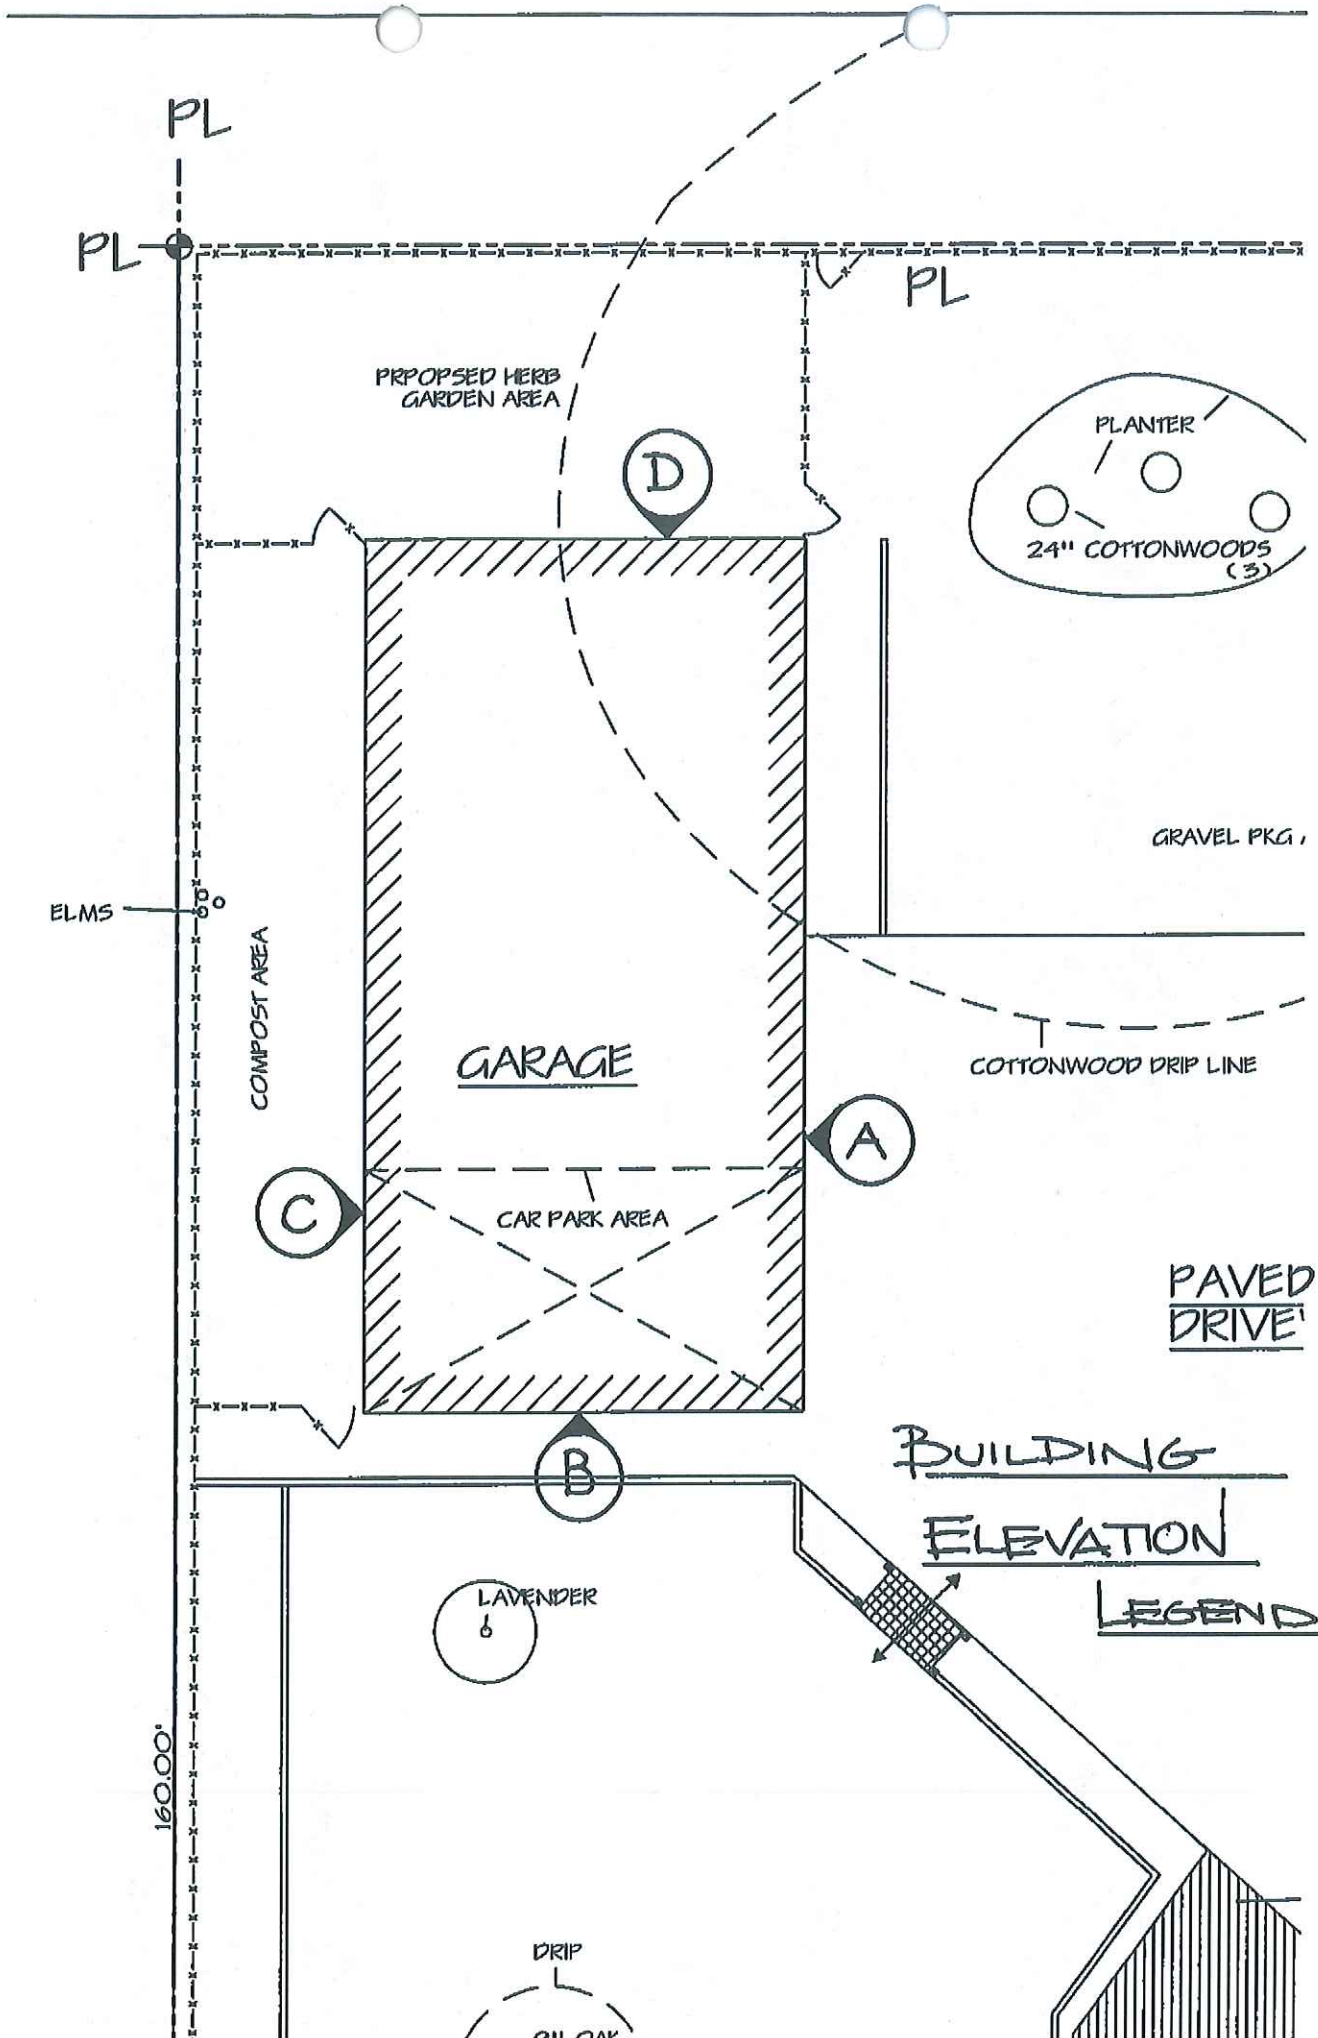 PL
PL
PL
PRPOPSED HERB
GARDEN AREA
D
PLANTER
24" COTTONWOODS
(3)
GRAVEL PKG
ELMS
COMPOST AREA
GARAGE
COTTONWOOD DRIP LINE
A
C
CAR PARK AREA
PAVED
DRIVE
BUILDING
ELEVATION
LEGEND
B
LAVENDER
160.00'
DRIP
OAK